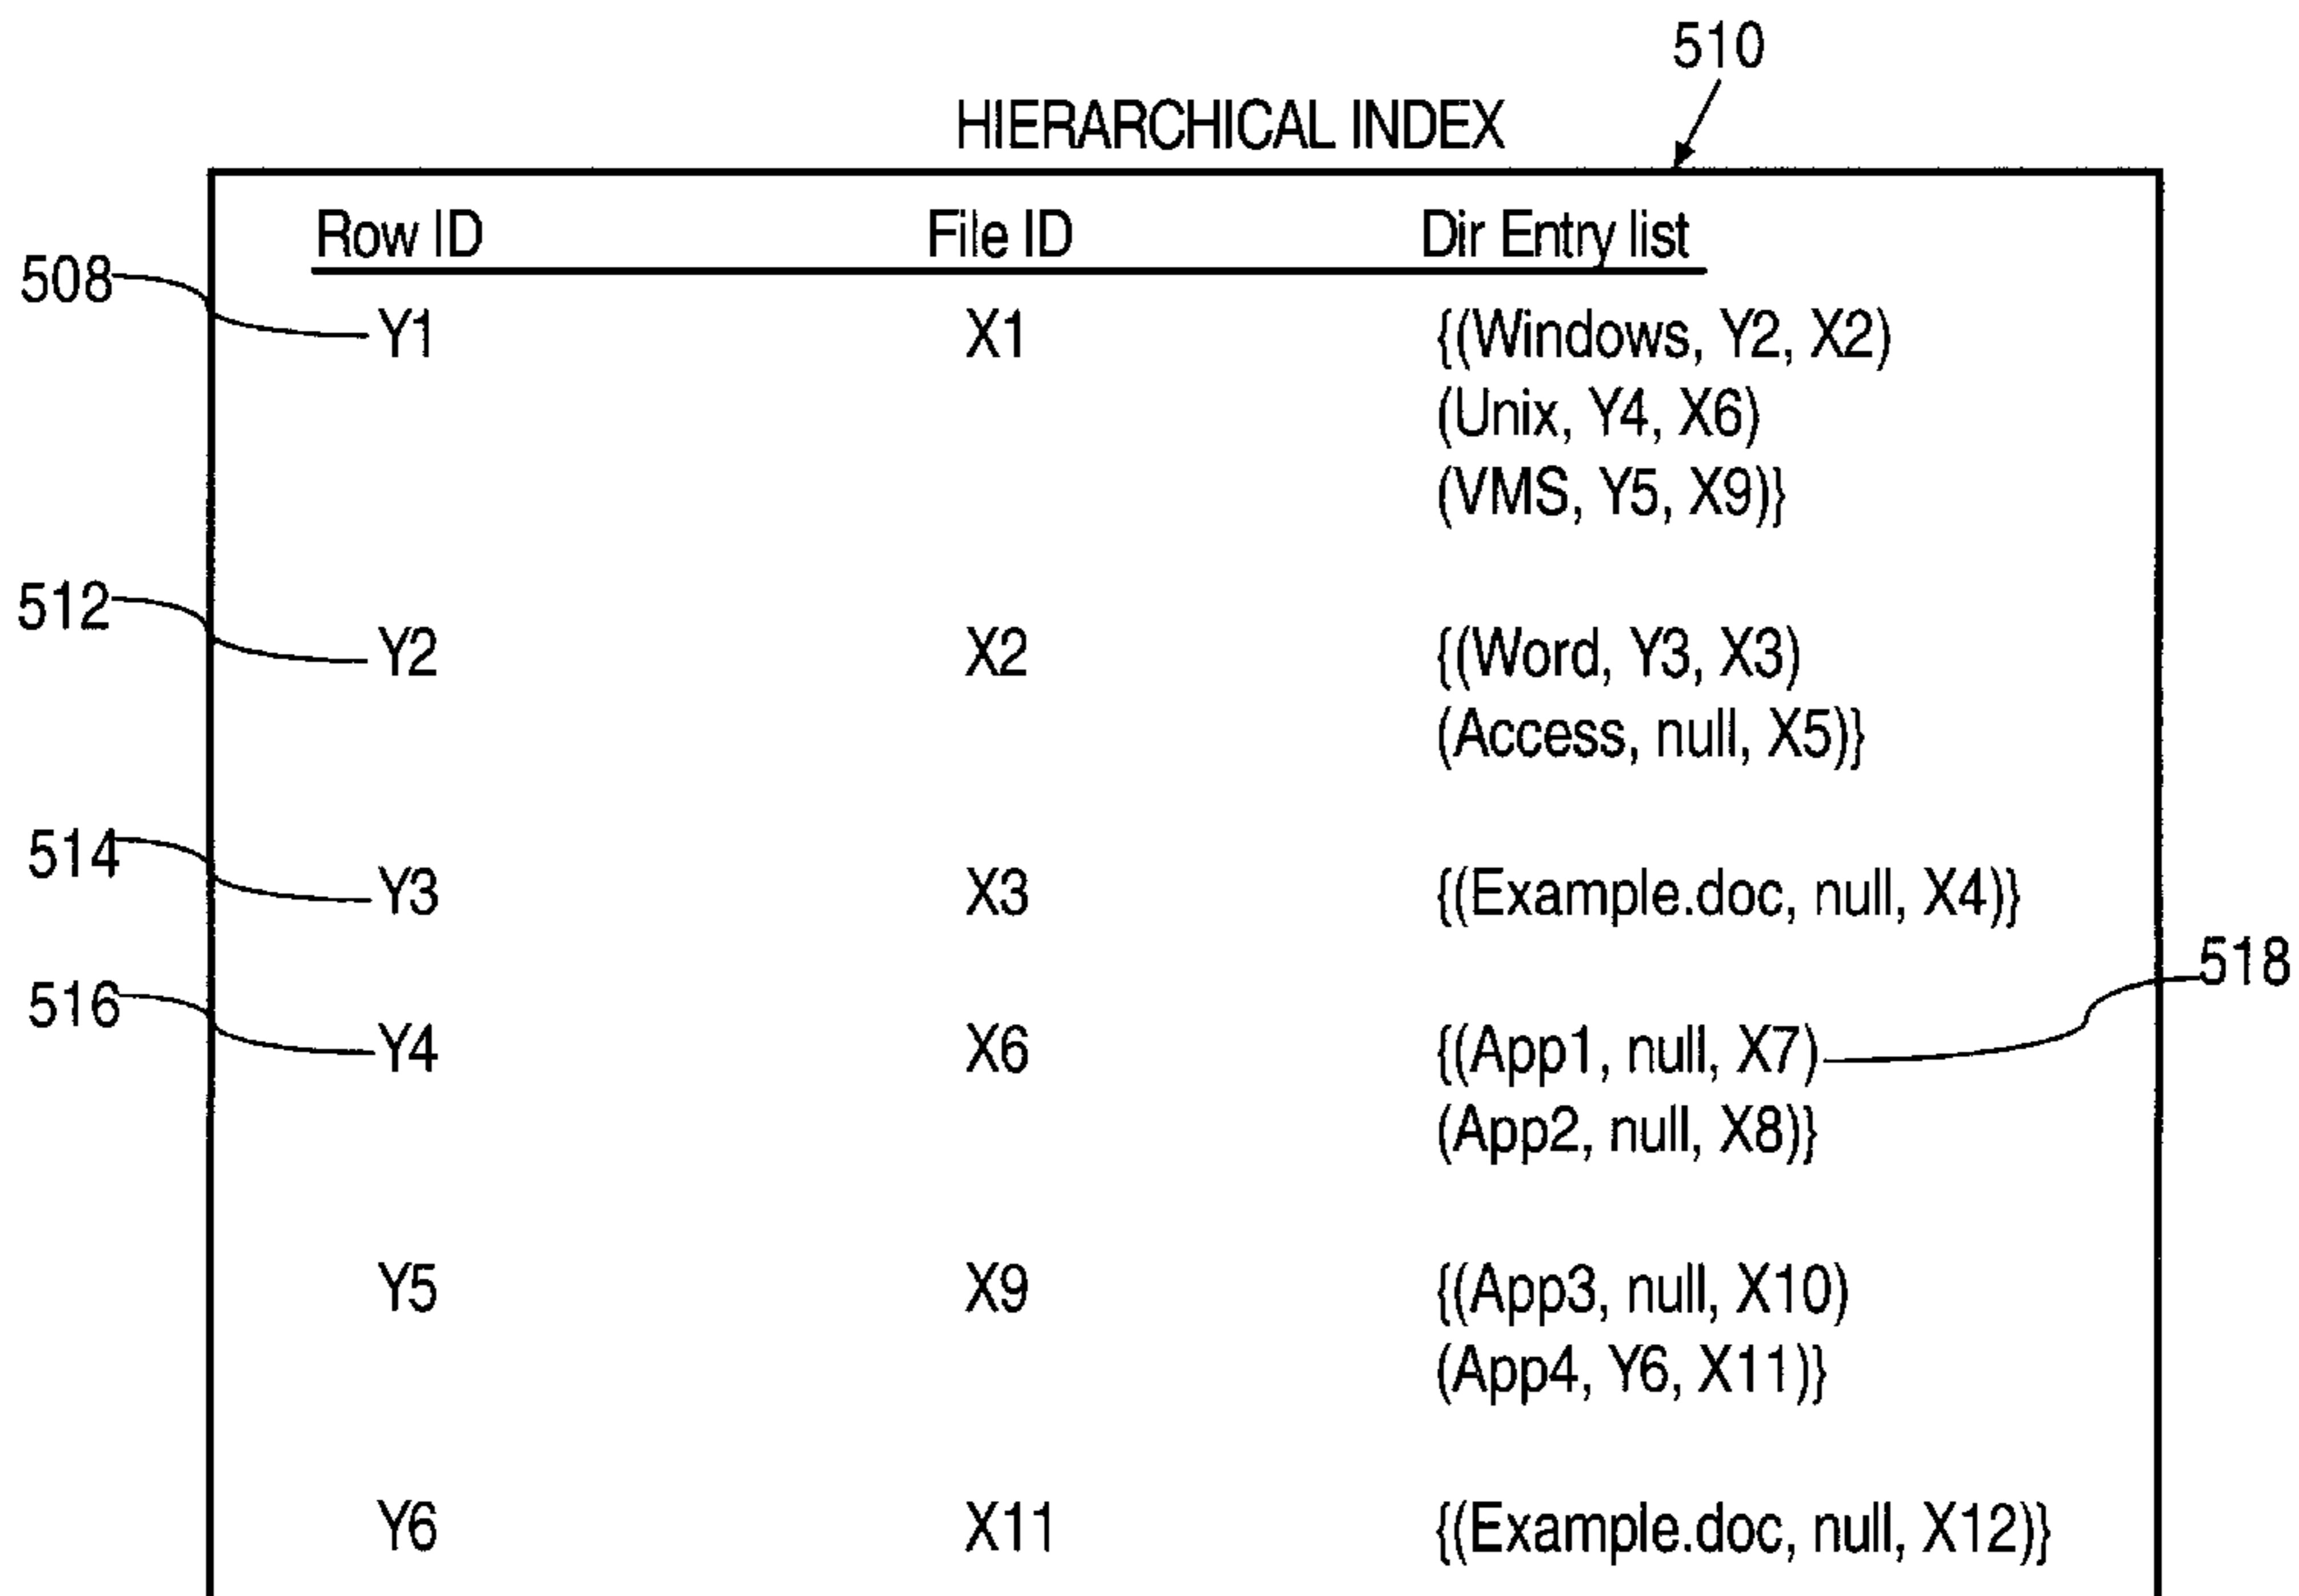 510
HIERARCHICAL INDEX
Row ID File ID Dir Entry list
508
Y1 X1 {(Windows, Y2, X2)
(Unix, Y4, X6)
(VMS, Y5, X9)}
512
Y2 X2 {(Word, Y3, X3)
(Access, null, X5)}
514
Y3 X3 {(Example.doc, null, X4)}
518
516
Y4 X6 {(App1, null, X7)
(App2, null, X8)}
Y5 X9 {(App3, null, X10)
(App4, Y6, X11)}
Y6 X11 {(Example.doc, null, X12)}